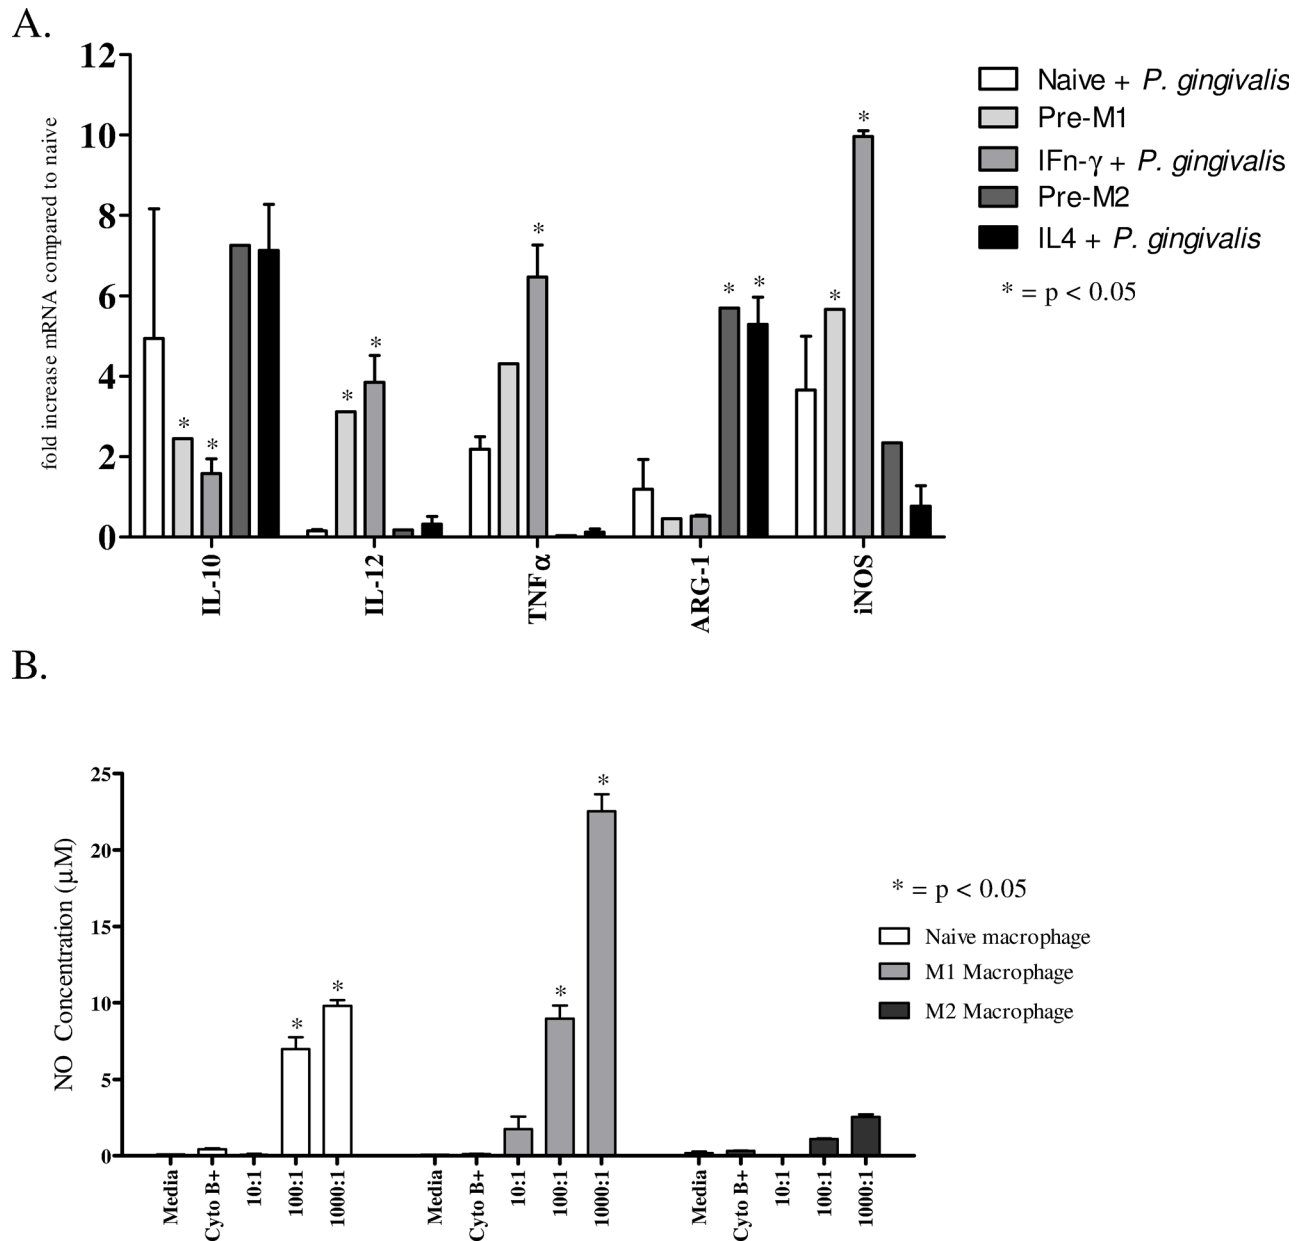 A.
12
10
8
6
4
2
0
fold increase mRNA compared to naive
*
*
*
*
*
*
*
*
*
IL-10
IL-12
TNFα
ARG-1
iNOS
Naive + P. gingivalis
Pre-M1
IFn-γ + P. gingivalis
Pre-M2
IL4 + P. gingivalis
* = p < 0.05
B.
25
20
15
10
5
0
NO Concentration (μM)
*
*
*
*
Media
Cyto B+
10:1
100:1
1000:1
Media
Cyto B+
10:1
100:1
1000:1
Media
Cyto B+
10:1
100:1
1000:1
* = p < 0.05
Naive macrophage
M1 Macrophage
M2 Macrophage